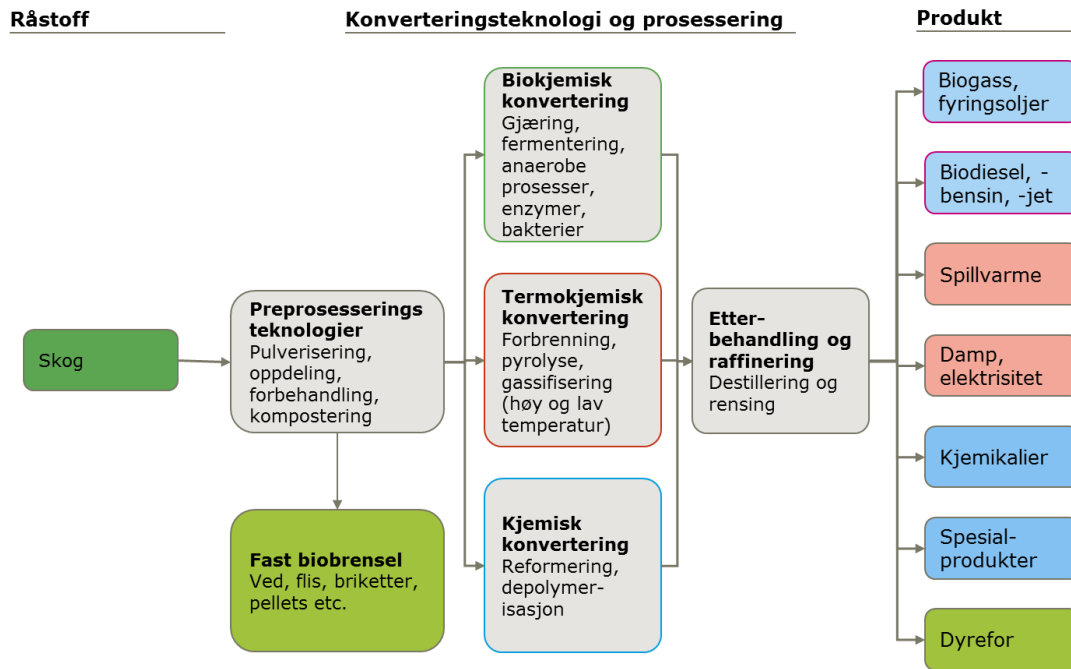 Råstoff
Konverteringsteknologi og prosessering
Produkt
Skog
Preprosesserings
teknologier
Pulverisering,
oppdeling,
forbehandling,
kompostering
Fast biobrensel
Ved, flis, briketter,
pellets etc.
Biokjemisk
konvertering
Gjæring,
fermentering,
anaerobe
prosesser,
enzymer,
bakterier
Termokjemisk
konvertering
Forbrenning,
pyrolyse,
gassifisering
(høy og lav
temperatur)
Kjemisk
konvertering
Reformering,
depolymer-
isasjon
Etter-
behandling og
raffinering
Destillering og
rensing
Biogass,
fyringsoljer
Biodiesel, -
bensin, -jet
Spillvarme
Damp,
elektrisitet
Kjemikalier
Spesial-
produkter
Dyrefor